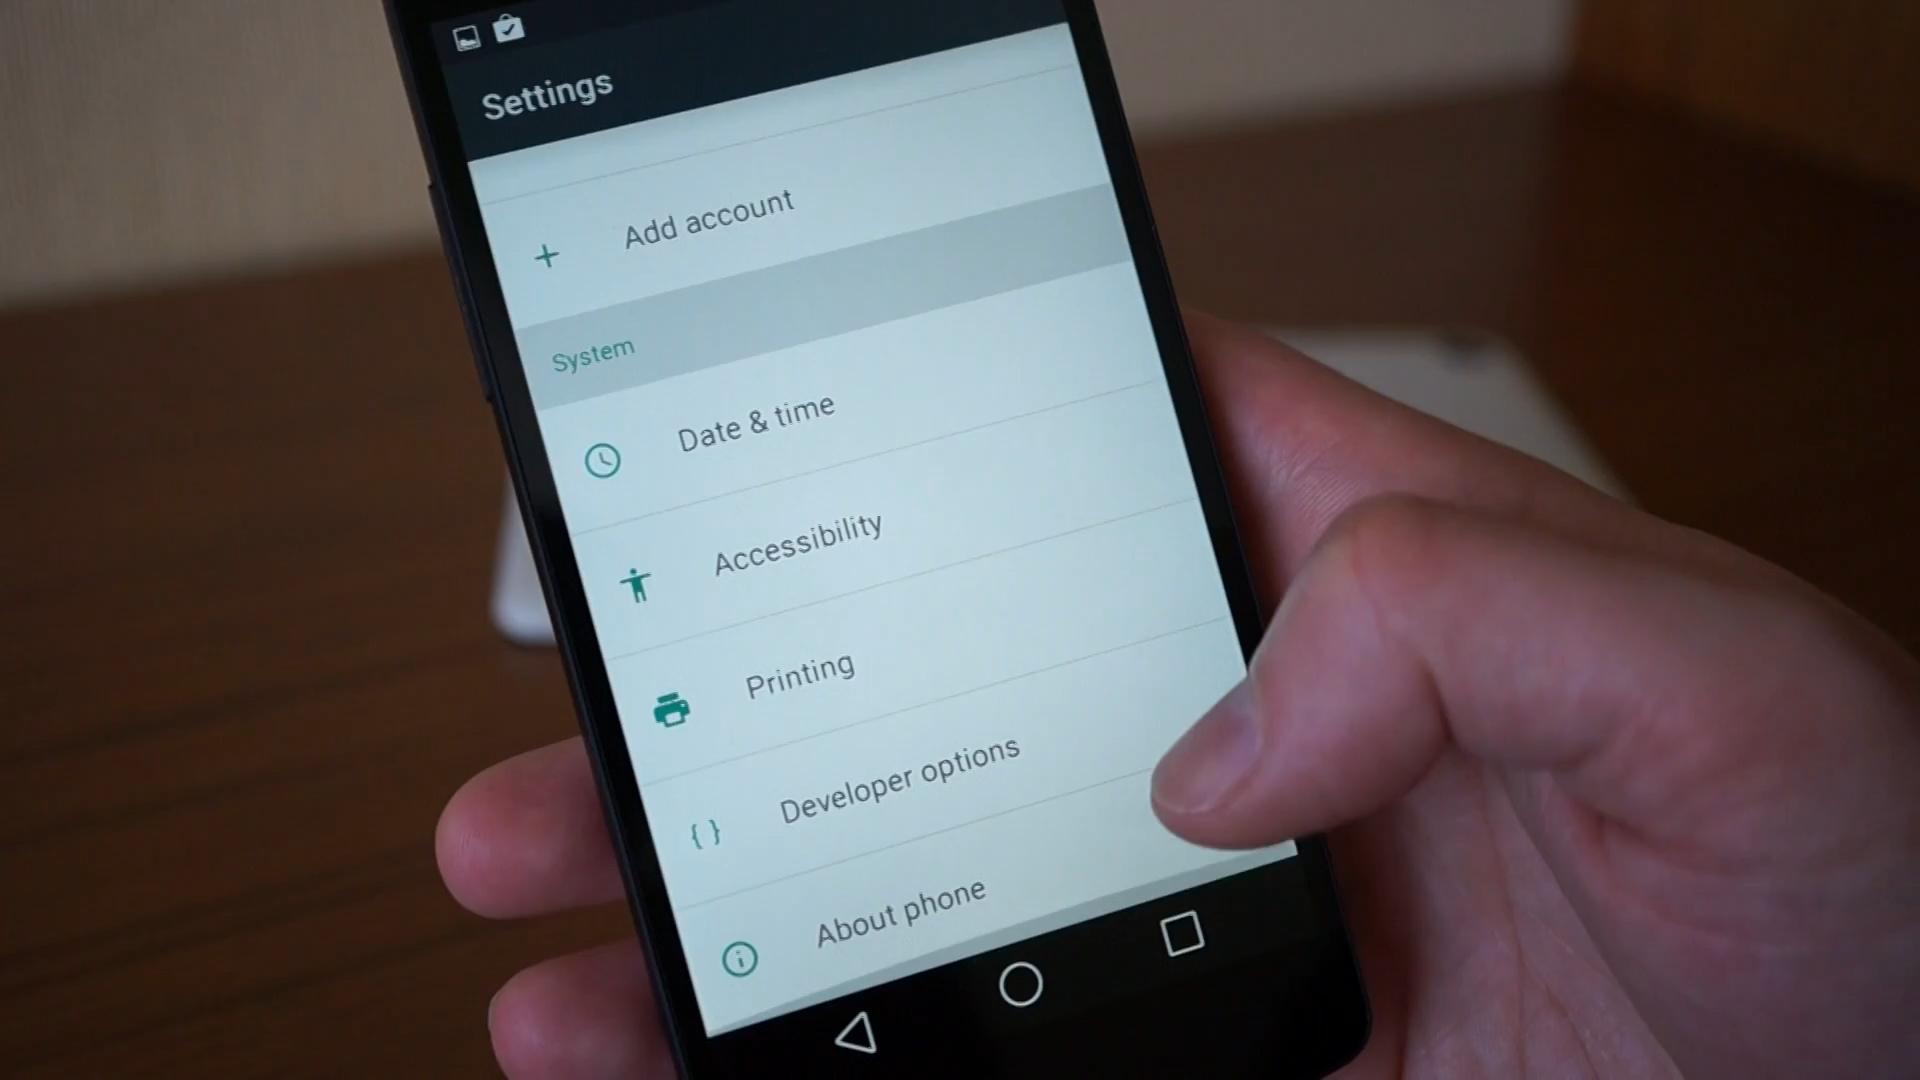 Settings
Add account
System
Date & time
Accessibility
Printing
Developer options
About phone